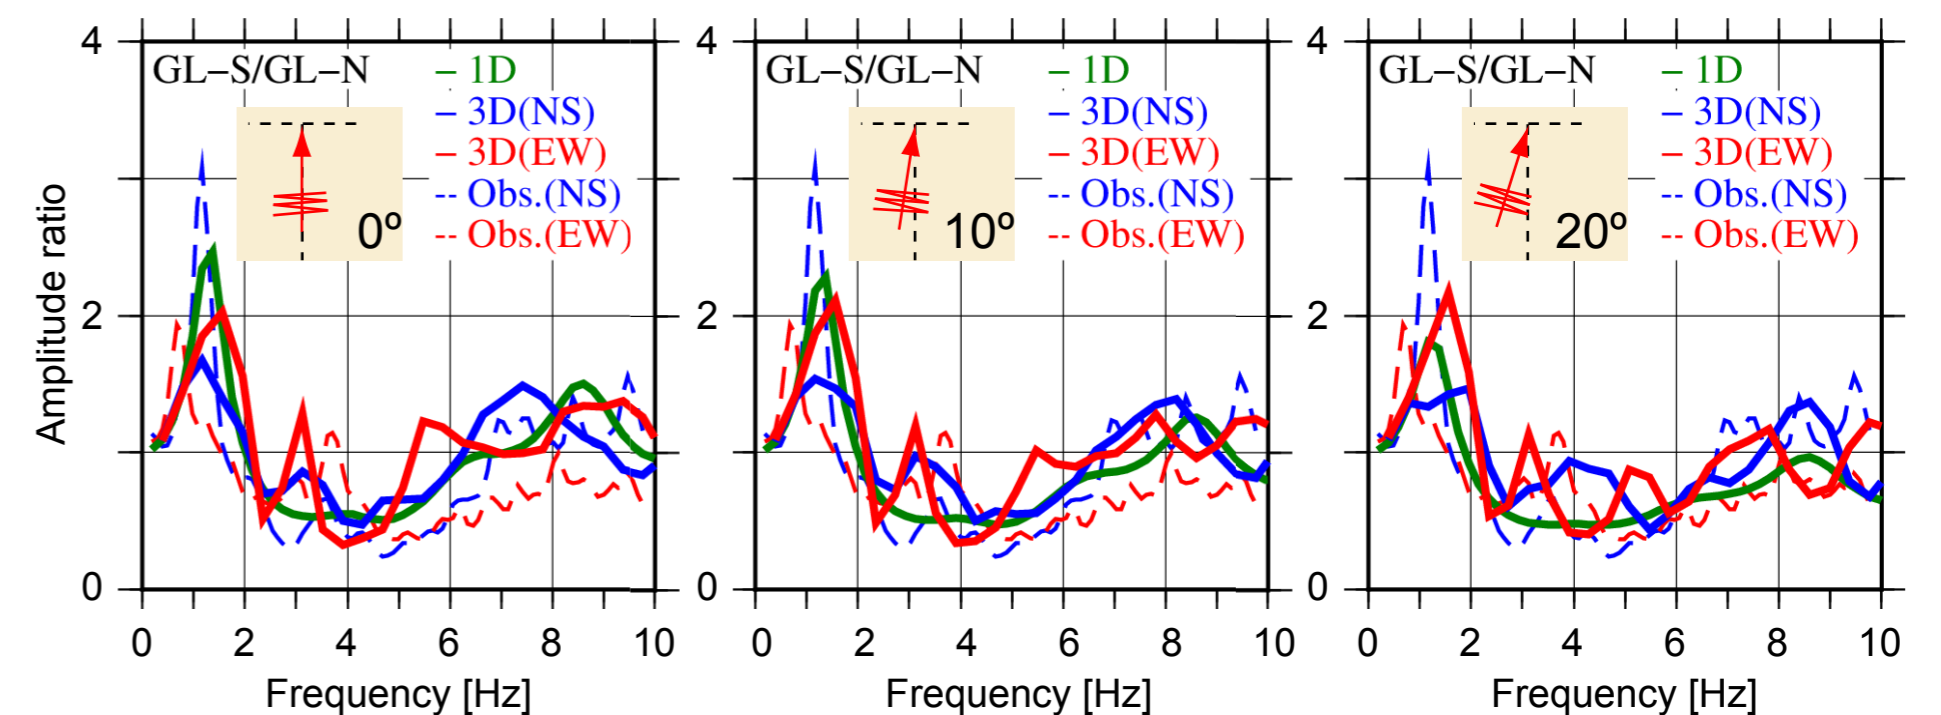 4
2
0
Amplitude ratio
GL−S/GL−N
− 1D
− 3D(NS)
− 3D(EW)
-- Obs.(NS)
-- Obs.(EW)
0º
0 2 4 6 8 10
Frequency [Hz]
4
2
0
GL−S/GL−N
− 1D
− 3D(NS)
− 3D(EW)
-- Obs.(NS)
-- Obs.(EW)
10º
0 2 4 6 8 10
Frequency [Hz]
4
2
0
GL−S/GL−N
− 1D
− 3D(NS)
− 3D(EW)
-- Obs.(NS)
-- Obs.(EW)
20º
0 2 4 6 8 10
Frequency [Hz]